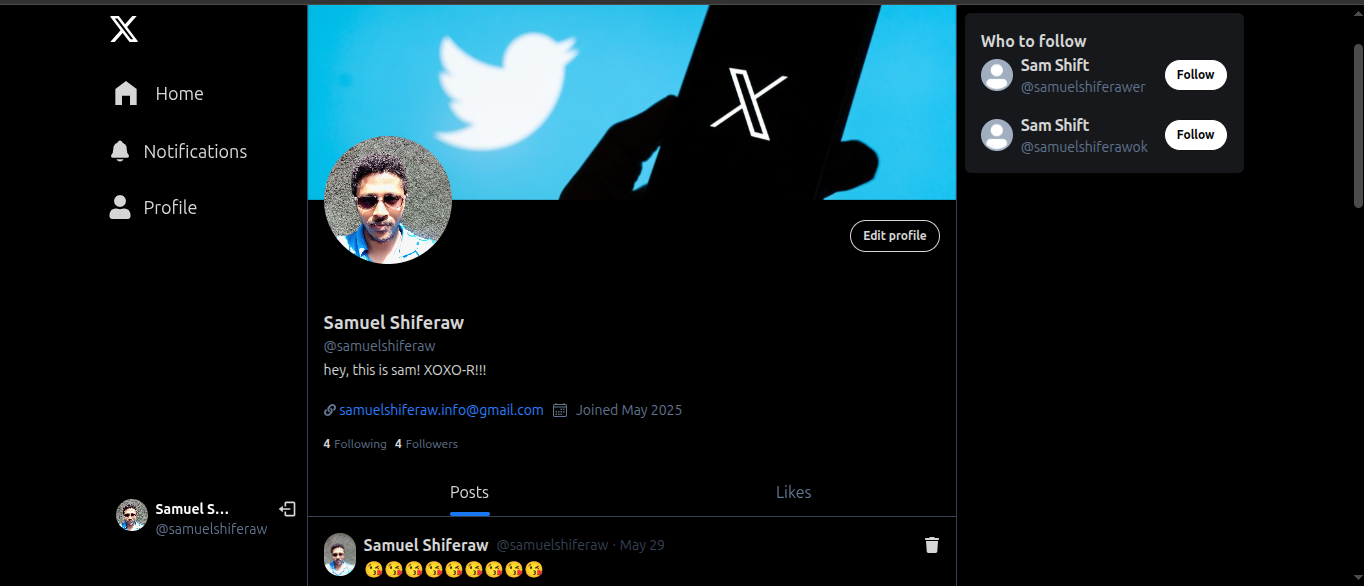 Home
Notifications
Profile
Samuel S...
@samuelshiferaw
Edit profile
Samuel Shiferaw
@samuelshiferaw
hey, this is sam! XOXO-R!!!
samuelshiferaw.info@gmail.com Joined May 2025
4 Following 4 Followers
Posts Likes
Samuel Shiferaw @samuelshiferaw · May 29
😘😘😘😘😘😘😘😘😘
Who to follow
Sam Shift
@samuelshiferawer
Follow
Sam Shift
@samuelshiferawok
Follow